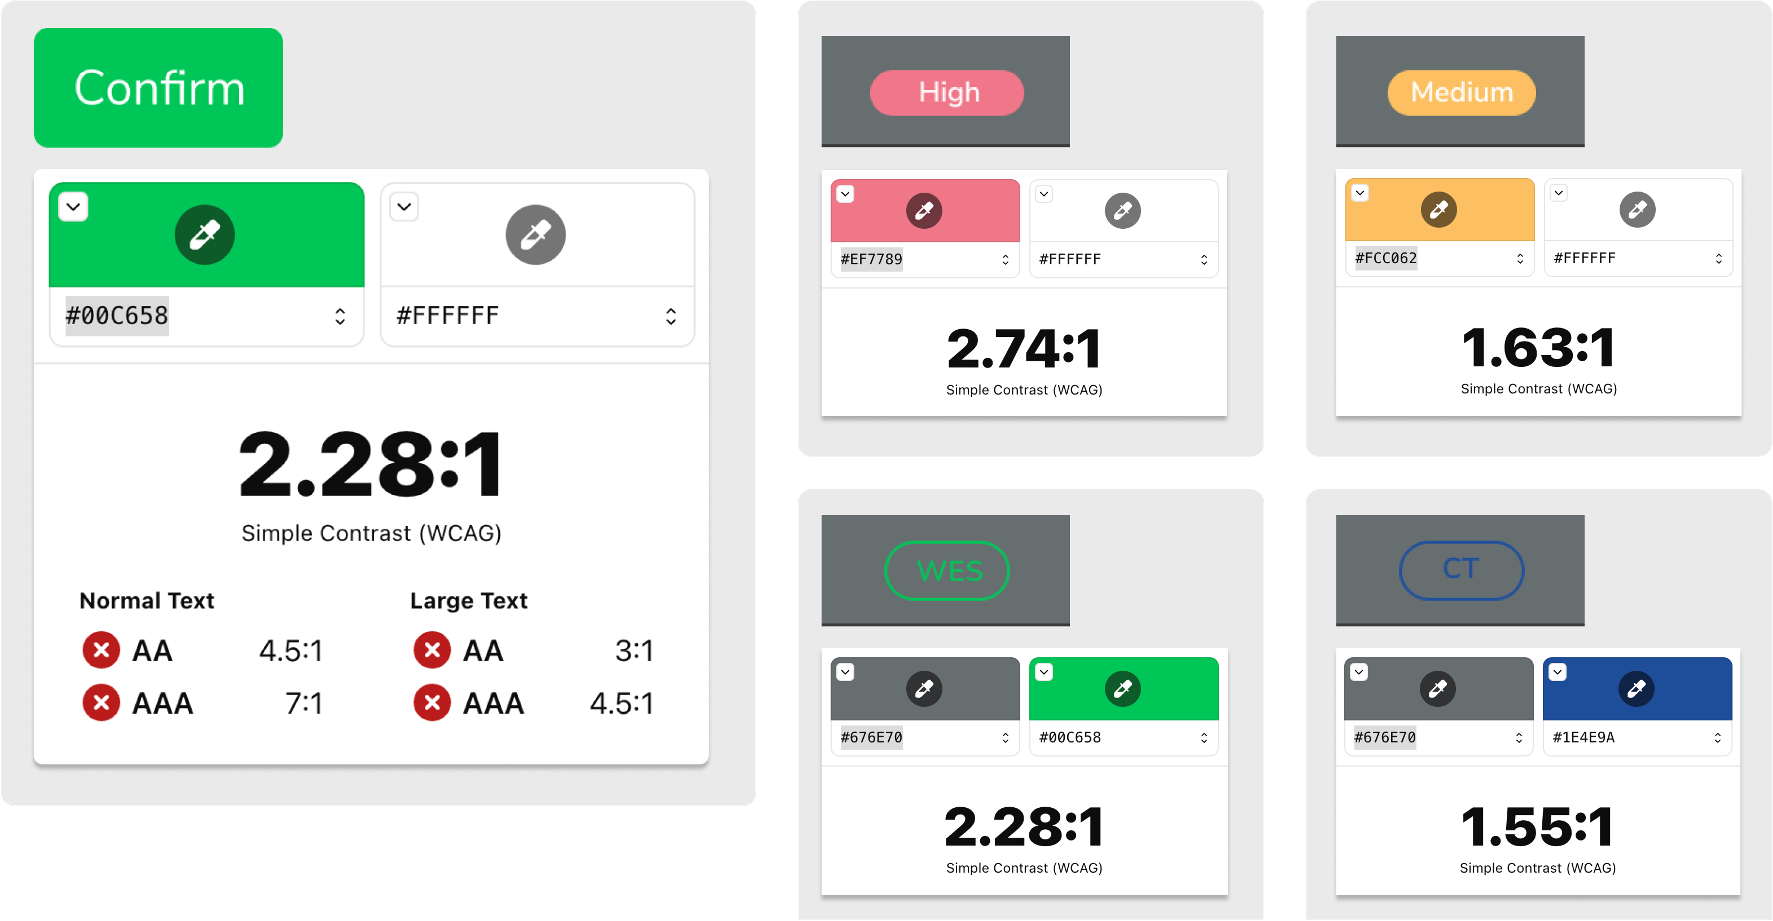 Confirm
#00C658
#FFFFFF
2.28:1
Simple Contrast (WCAG)
Normal Text
Large Text
AA 4.5:1
AA 3:1
AAA 7:1
AAA 4.5:1
High
#EF7789
#FFFFFF
2.74:1
Simple Contrast (WCAG)
Medium
#FCC062
#FFFFFF
1.63:1
Simple Contrast (WCAG)
WES
#676E70
#00C658
2.28:1
Simple Contrast (WCAG)
CT
#676E70
#1E4E9A
1.55:1
Simple Contrast (WCAG)